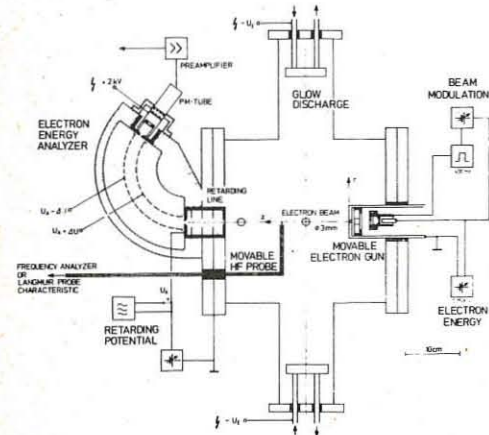 - U₁
PREAMPLIFIER
+2kV
PM-TUBE
GLOW
DISCHARGE
BEAM
MODULATION
ELECTRON
ENERGY
ANALYZER
RETARDING
LINE
ELECTRON BEAM
ø 3mm
z
r
MOVABLE
ELECTRON GUN
MOVABLE
HF PROBE
FREQUENCY ANALYZER
OR
LANGMUIR PROBE
CHARACTERISTIC
RETARDING
POTENTIAL
ELECTRON
ENERGY
10cm